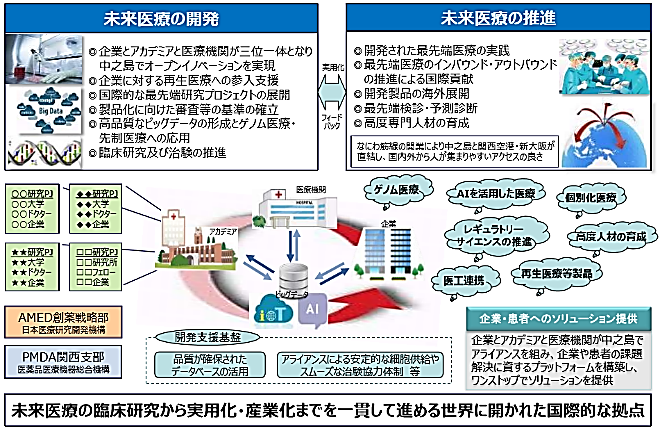 未来医療の開発
◎企業とアカデミアと医療機関が三位一体となり
中之島でオープンイノベーションを実現
◎企業に対する再生医療への参入支援
◎国際的な最先端研究プロジェクトの展開
◎製品化に向けた審査等の基準の確立
◎高品質なビッグデータの形成とゲノム医療・
先制医療への応用
◎臨床研究及び治験の推進
Big Data
実用化
フィード
バック
未来医療の推進
◎開発された最先端医療の実践
◎最先端医療のインバウンド・アウトバウンド
の推進による国際貢献
◎開発製品の海外展開
◎最先端検診・予測診断
◎高度専門人材の育成
なにわ筋線の開業により中之島と関西空港・新大阪が
直結し、国内外から人が集まりやすいアクセスの良さ
○○研究PJ
○○大学
○○ドクター
○○企業
◆◆研究PJ
◆◆大学
◆◆ドクター
◆◆企業
★★研究PJ
★★大学
★★ドクター
★★企業
□□研究PJ
□□研究所
□□フェロー
□□企業
医療機関
HOSPITAL
アカデミア
企業
ビッグデータ
IoT
AI
ゲノム医療
AIを活用した医療
個別化医療
レギュラトリー
サイエンスの推進
高度人材の育成
医工連携
再生医療等製品
AMED創薬戦略部
日本医療研究開発機構
PMDA関西支部
医薬品医療機器総合機構
開発支援基盤
品質が確保された
データベースの活用
アライアンスによる安定的な細胞供給や
スムーズな治験協力体制 等
企業・患者へのソリューション提供
企業とアカデミアと医療機関が中之島で
アライアンスを組み、企業や患者の課題
解決に資するプラットフォームを構築し、
ワンストップでソリューションを提供
未来医療の臨床研究から実用化・産業化までを一貫して進める世界に開かれた国際的な拠点